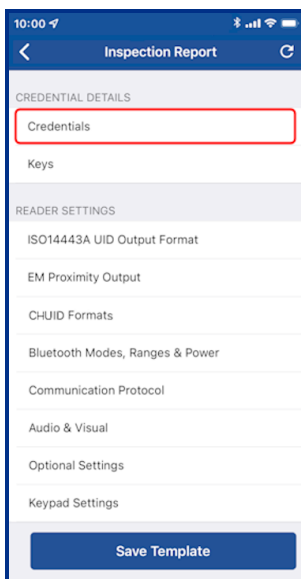 10:00
Inspection Report
CREDENTIAL DETAILS
Credentials
Keys
READER SETTINGS
ISO14443A UID Output Format
EM Proximity Output
CHUID Formats
Bluetooth Modes, Ranges & Power
Communication Protocol
Audio & Visual
Optional Settings
Keypad Settings
Save Template